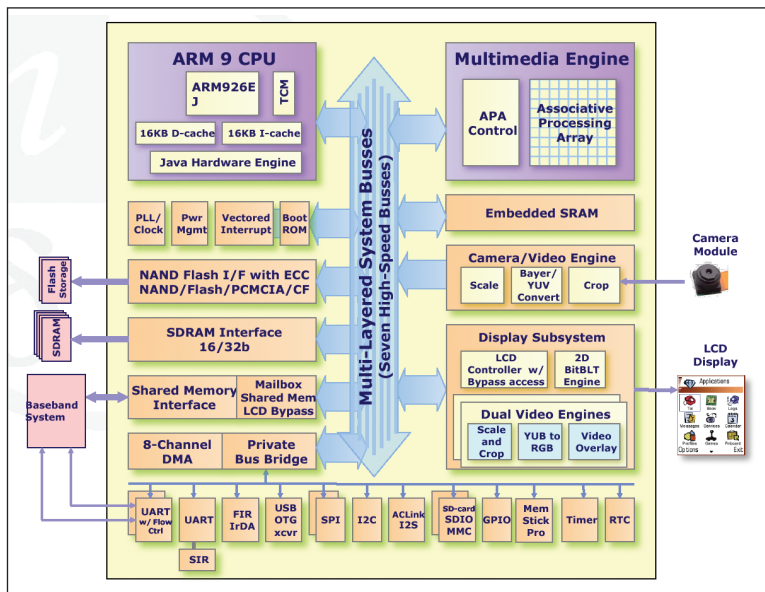 ARM 9 CPU
ARM926E
J
TCM
16KB D-cache
16KB I-cache
Java Hardware Engine
Multimedia Engine
APA
Control
Associative
Processing
Array
Multi-Layered System Busses
(Seven High-Speed Busses)
PLL/
Clock
Pwr
Mgmt
Vectored
Interrupt
Boot
ROM
Embedded SRAM
Flash
Storage
NAND Flash I/F with ECC
NAND/Flash/PCMCIA/CF
Camera/Video Engine
Scale
Bayer/
YUV
Convert
Crop
Camera
Module
SDRAM
SDRAM Interface
16/32b
Display Subsystem
LCD
Controller w/
Bypass access
2D
BitBLT
Engine
LCD
Display
Applications
Logs
Messages
Services
Calendar
Profiles
Games
Options
Exit
Baseband
System
Shared Memory
Interface
Mailbox
Shared Mem
LCD Bypass
Dual Video Engines
Scale
and
Crop
YUB to
RGB
Video
Overlay
8-Channel
DMA
Private
Bus Bridge
UART
w/ Flow
Ctrl
UART
SIR
FIR
IrDA
USB
OTG
xcvr
SPI
I2C
ACLink
I2S
SD-card
SDIO
MMC
GPIO
Mem
Stick
Pro
Timer
RTC